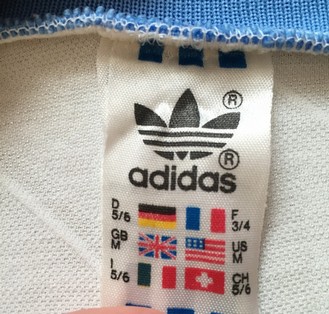 ®
®
adidas
D 5/6 F 3/4
GB M US M
I 5/6 CH 5/6